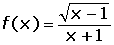 f(x) = √(x−1) / (x+1)